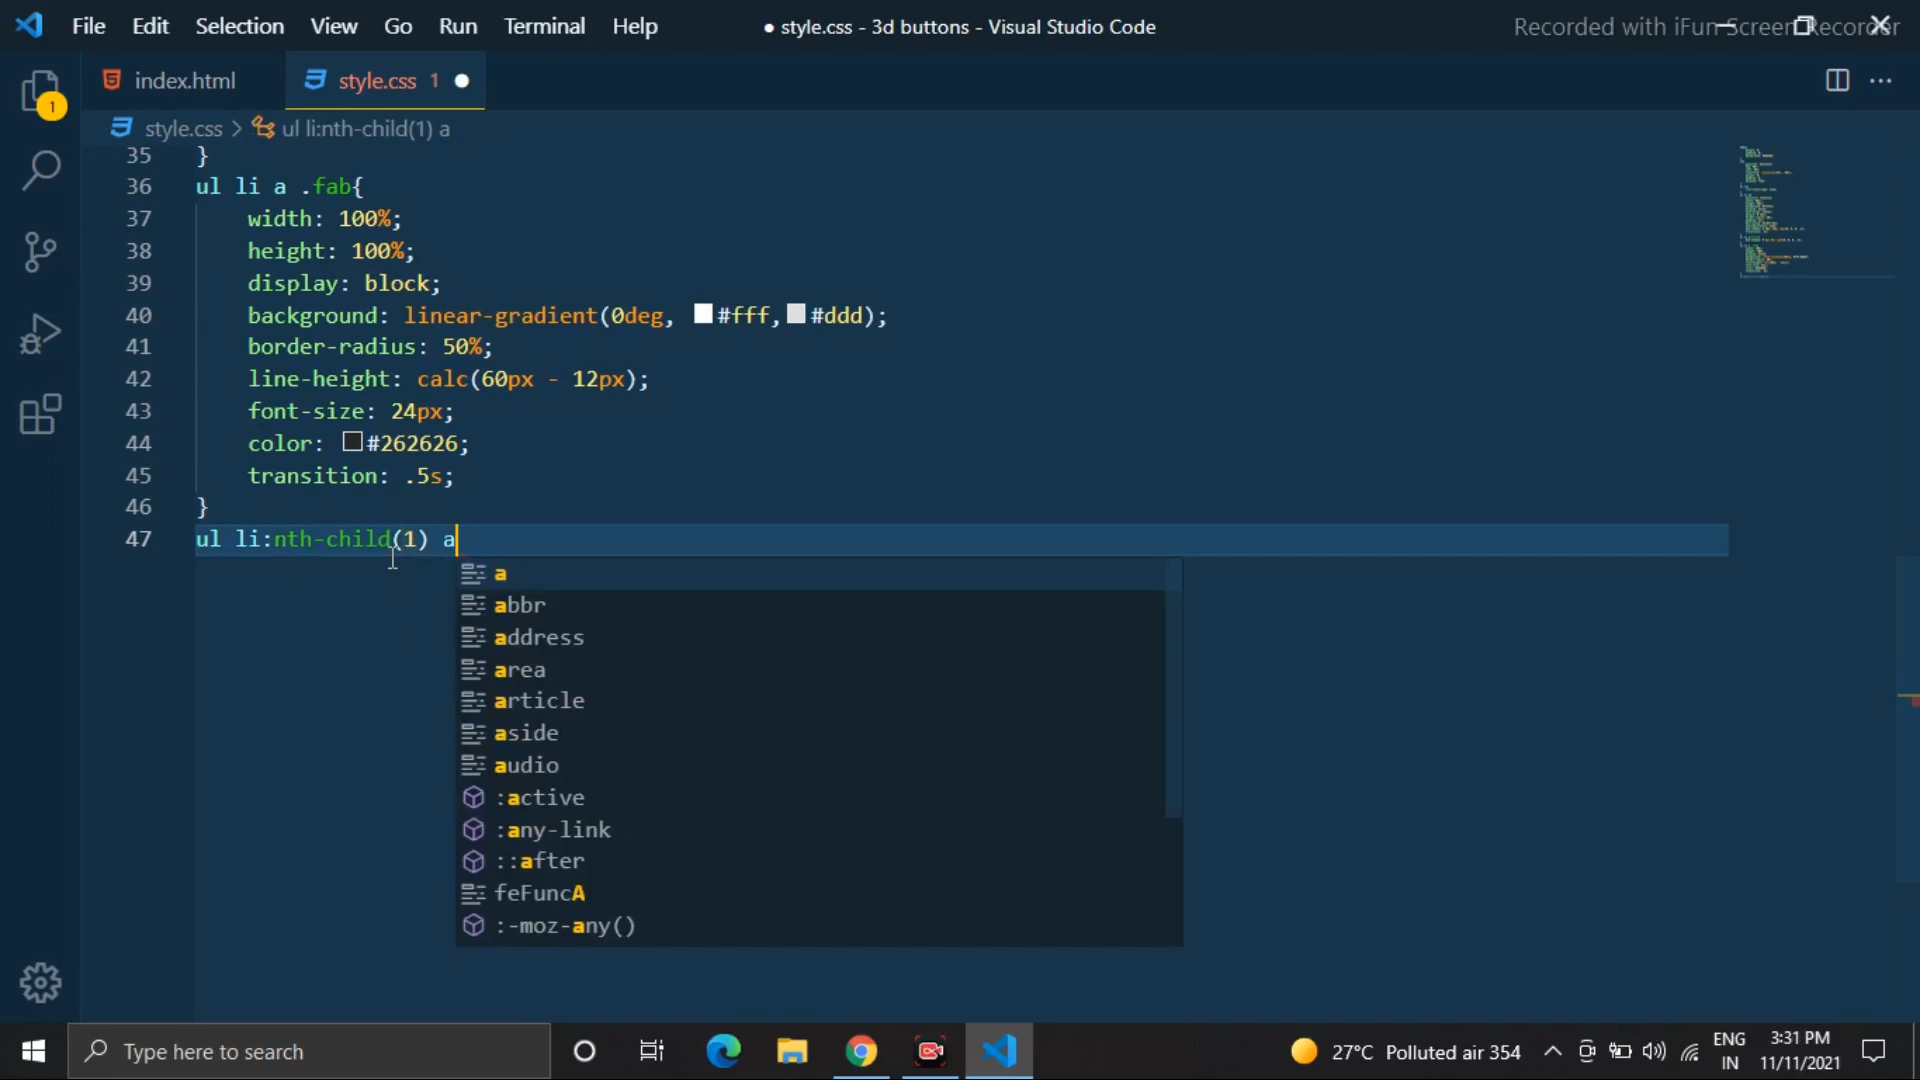 File Edit Selection View Go Run Terminal Help
● style.css - 3d buttons - Visual Studio Code
Recorded with iFun Screen Recorder
index.html
style.css 1 ●
1
style.css > ul li:nth-child(1) a
35 }
36 ul li a .fab{
37 width: 100%;
38 height: 100%;
39 display: block;
40 background: linear-gradient(0deg, #fff,#ddd);
41 border-radius: 50%;
42 line-height: calc(60px - 12px);
43 font-size: 24px;
44 color: #262626;
45 transition: .5s;
46 }
47 ul li:nth-child(1) a
a
abbr
address
area
article
aside
audio
:active
:any-link
::after
feFuncA
:-moz-any()
Type here to search
27°C Polluted air 354
ENG
IN
3:31 PM
11/11/2021